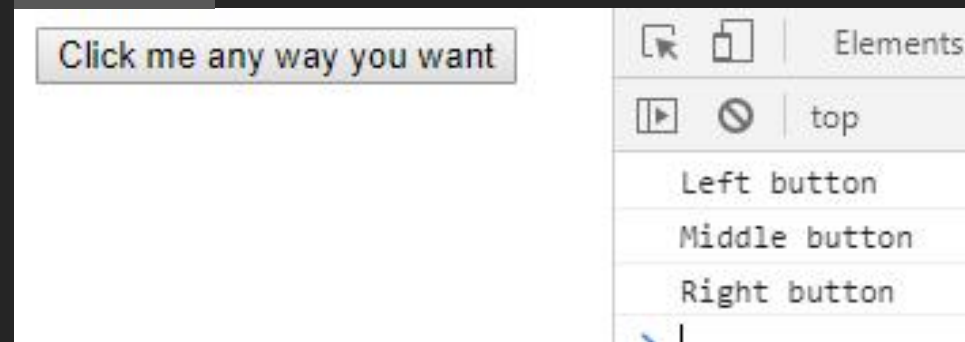 Click me any way you want
Elements
top
Left button
Middle button
Right button